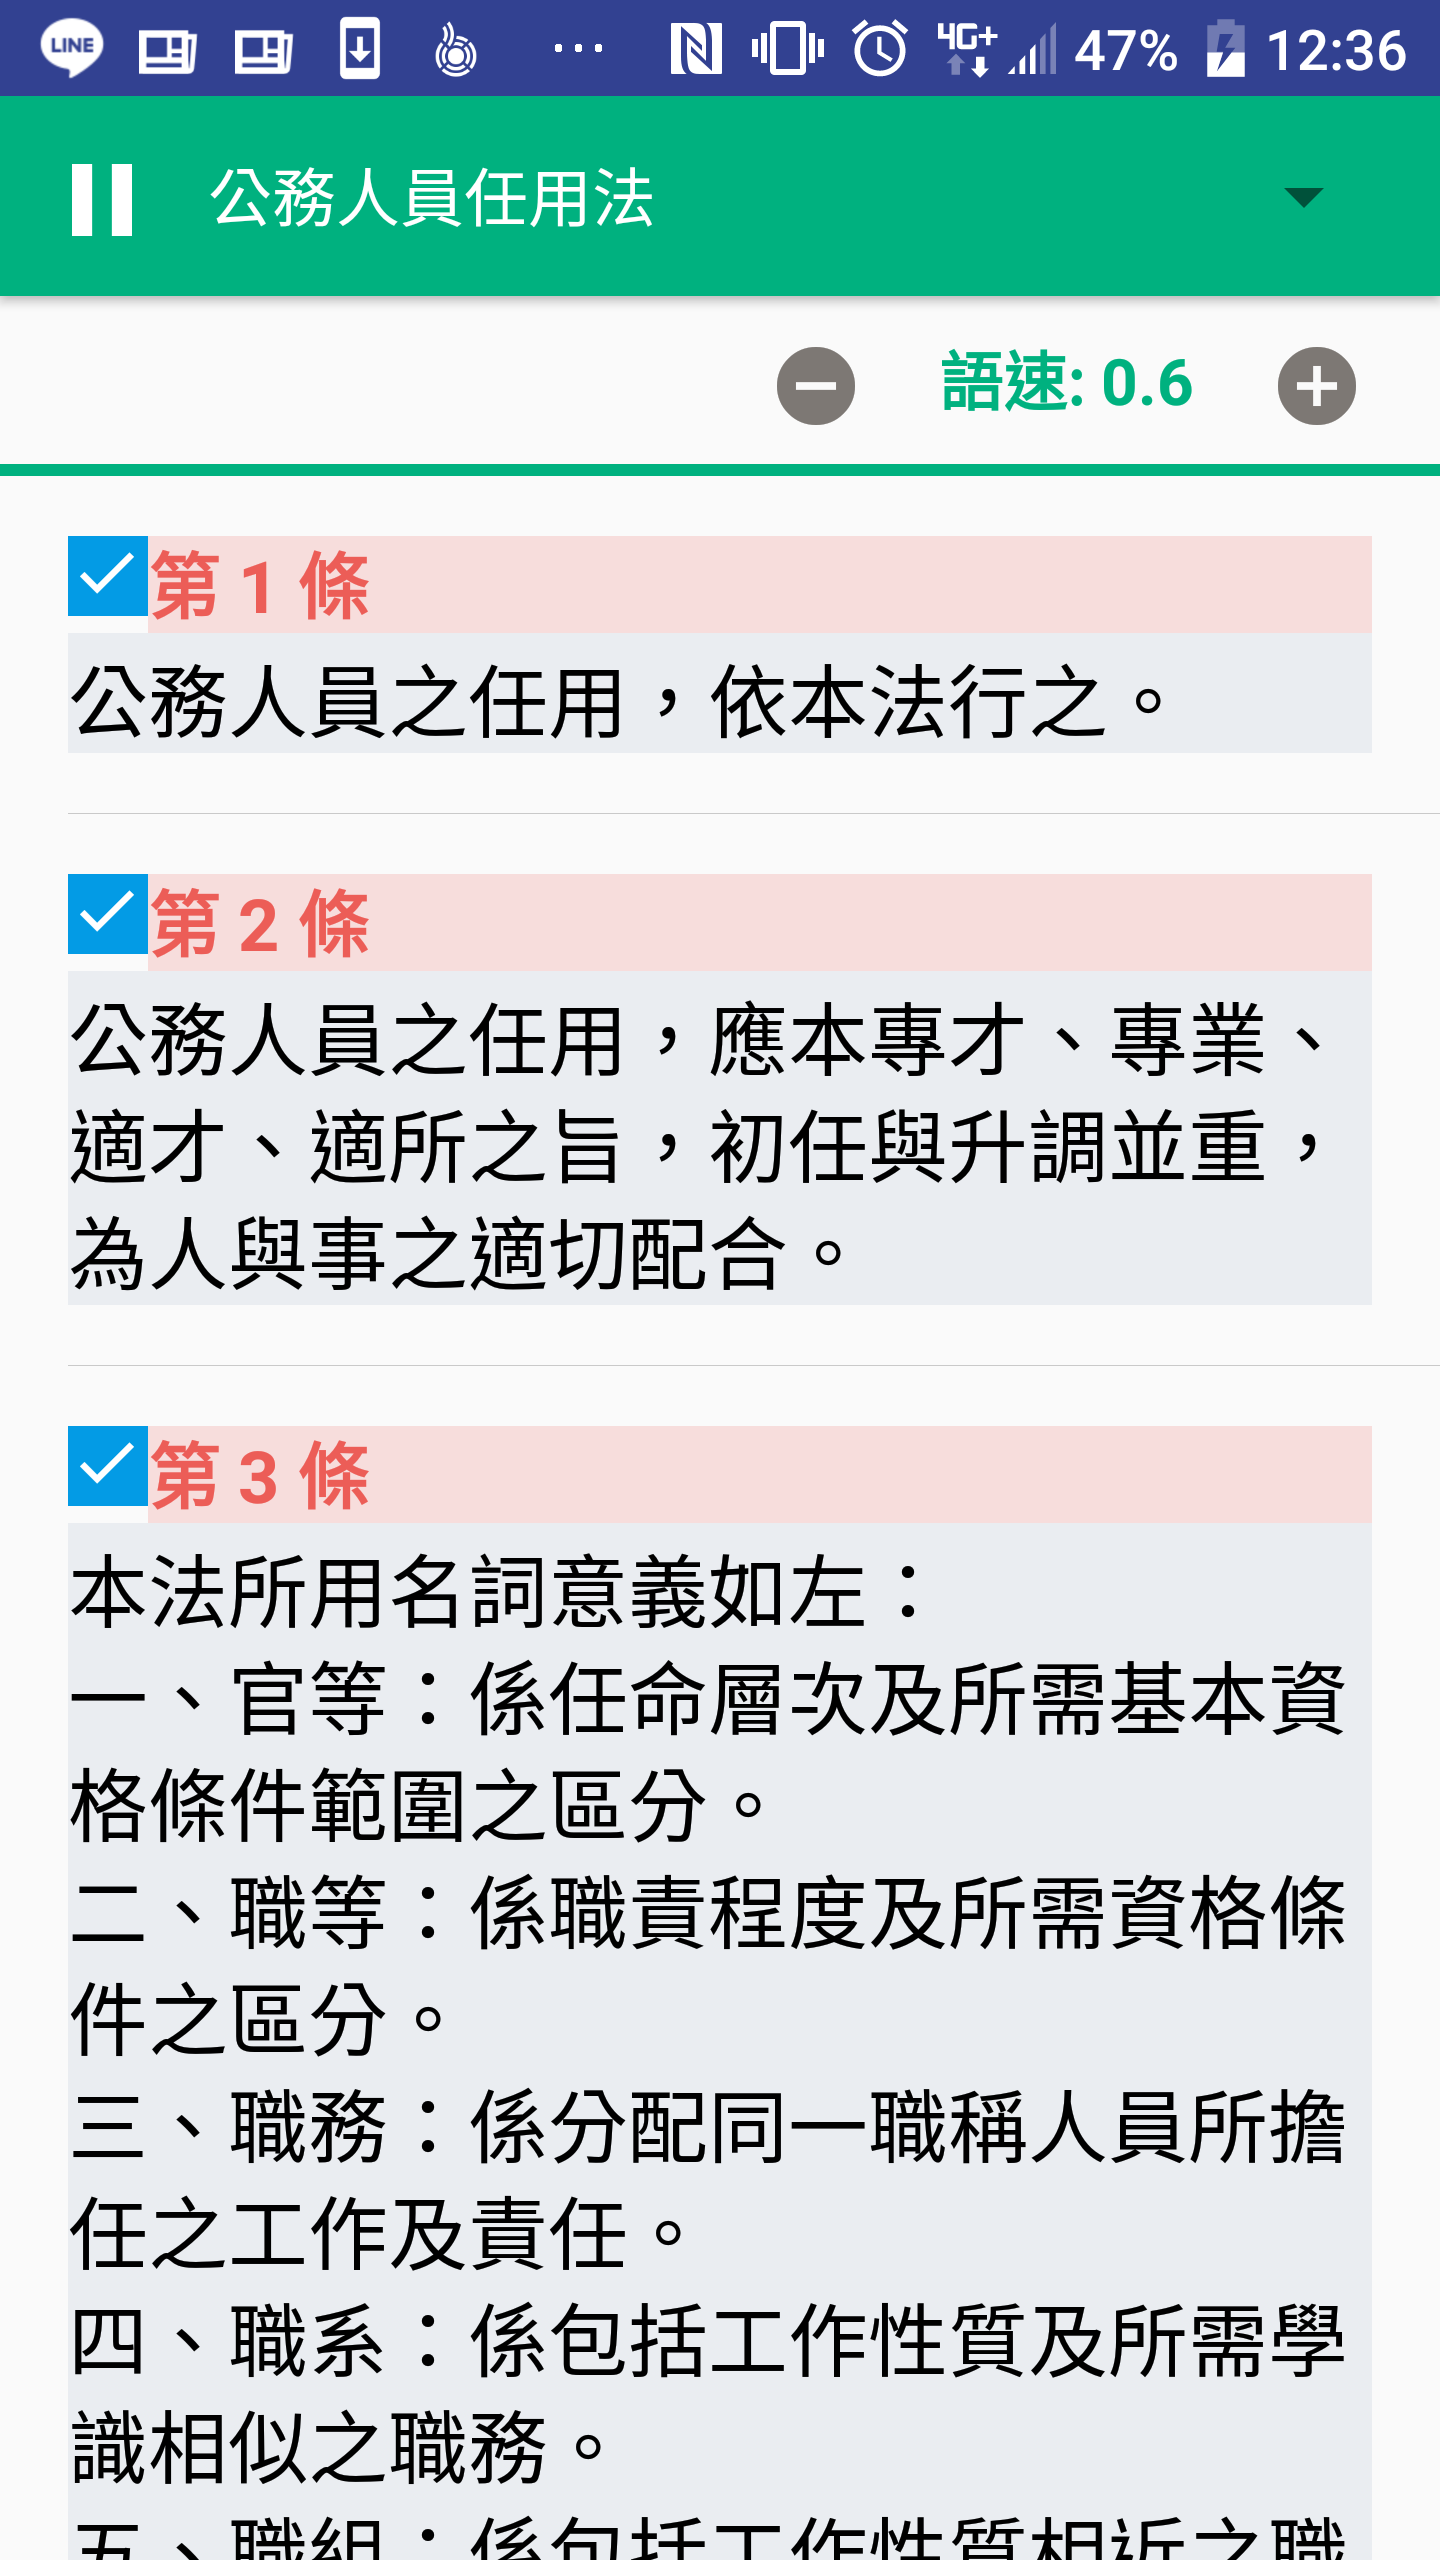 LINE
4G+
47%
12:36
公務人員任用法
語速: 0.6
第 1 條
公務人員之任用，依本法行之。
第 2 條
公務人員之任用，應本專才、專業、
適才、適所之旨，初任與升調並重，
為人與事之適切配合。
第 3 條
本法所用名詞意義如左：
一、官等：係任命層次及所需基本資
格條件範圍之區分。
二、職等：係職責程度及所需資格條
件之區分。
三、職務：係分配同一職稱人員所擔
任之工作及責任。
四、職系：係包括工作性質及所需學
識相似之職務。
五、職組：係包括工作性質相近之職